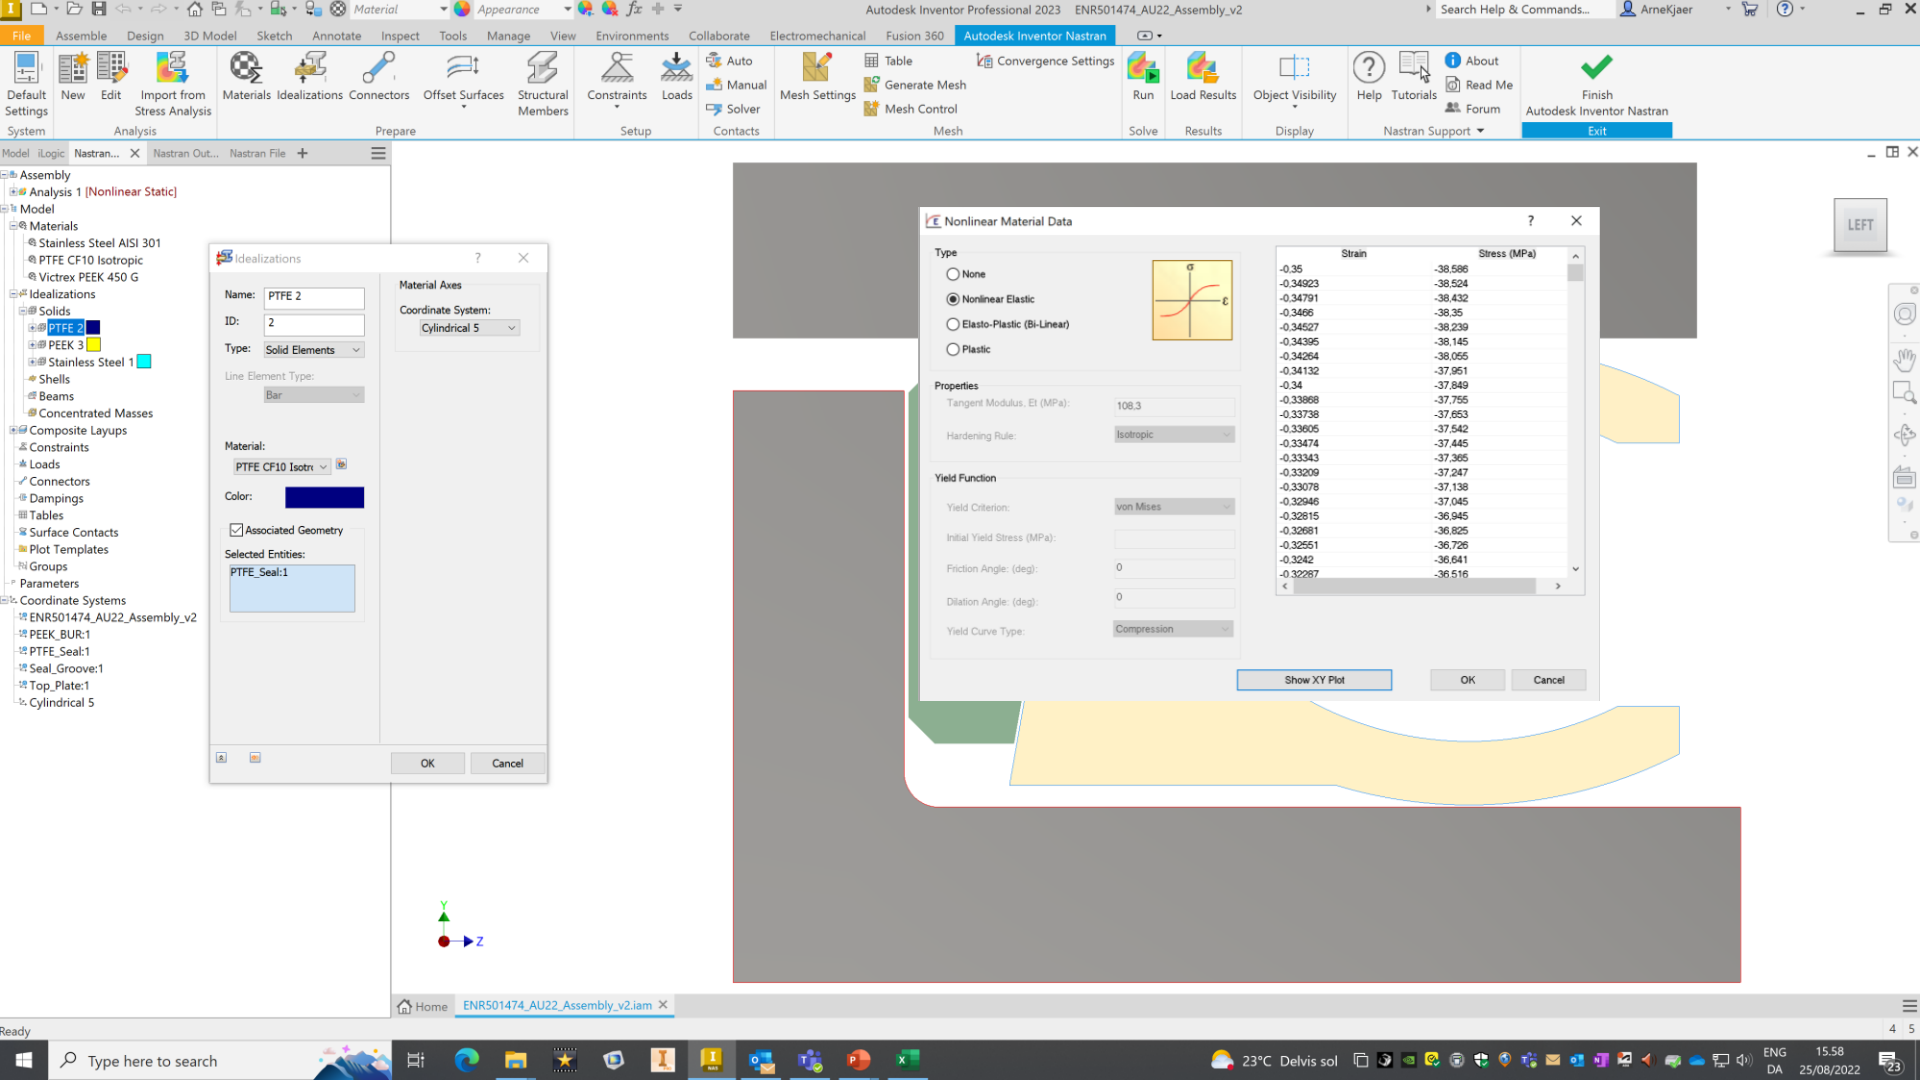 Material
Appearance
Autodesk Inventor Professional 2023 ENR501474_AU22_Assembly_v2
Search Help & Commands...
ArneKjaer
File Assemble Design 3D Model Sketch Annotate Inspect Tools Manage View Environments Collaborate Electromechanical Fusion 360 Autodesk Inventor Nastran
Default Settings
New
Edit
Import from Stress Analysis
Materials
Idealizations
Connectors
Offset Surfaces
Structural Members
Constraints
Loads
Auto
Manual
Solver
Mesh Settings
Table
Generate Mesh
Mesh Control
Convergence Settings
Run
Load Results
Object Visibility
Help
Tutorials
About
Read Me
Forum
Finish
Autodesk Inventor Nastran
System Analysis Prepare Setup Contacts Mesh Solve Results Display Nastran Support Exit
Model iLogic Nastran... Nastran Out... Nastran File
Assembly
Analysis 1 [Nonlinear Static]
Model
Materials
Stainless Steel AISI 301
PTFE CF10 Isotropic
Victrex PEEK 450 G
Idealizations
Solids
PTFE 2
PEEK 3
Stainless Steel 1
Shells
Beams
Concentrated Masses
Composite Layups
Constraints
Loads
Connectors
Dampings
Tables
Surface Contacts
Plot Templates
Groups
Parameters
Coordinate Systems
ENR501474_AU22_Assembly_v2
PEEK_BUR:1
PTFE_Seal:1
Seal_Groove:1
Top_Plate:1
Cylindrical 5
Idealizations
Name: PTFE 2
ID: 2
Type: Solid Elements
Line Element Type:
Bar
Material:
PTFE CF10 Isotr
Color:
Associated Geometry
Selected Entities:
PTFE_Seal:1
Material Axes
Coordinate System:
Cylindrical 5
OK Cancel
Nonlinear Material Data
Type
None
Nonlinear Elastic
Elasto-Plastic (Bi-Linear)
Plastic
σ
ε
Properties
Tangent Modulus, Et (MPa): 108,3
Hardening Rule: Isotropic
Yield Function
Yield Criterion: von Mises
Initial Yield Stress (MPa):
Friction Angle: (deg): 0
Dilation Angle: (deg): 0
Yield Curve Type: Compression
Strain Stress (MPa)
-0,35 -38,586
-0,34923 -38,524
-0,34791 -38,432
-0,3466 -38,35
-0,34527 -38,239
-0,34395 -38,145
-0,34264 -38,055
-0,34132 -37,951
-0,34 -37,849
-0,33868 -37,755
-0,33738 -37,653
-0,33605 -37,542
-0,33474 -37,445
-0,33343 -37,365
-0,33209 -37,247
-0,33078 -37,138
-0,32946 -37,045
-0,32815 -36,945
-0,32681 -36,825
-0,32551 -36,726
-0,3242 -36,641
-0,32287 -36,516
Show XY Plot OK Cancel
LEFT
Y
Z
Home ENR501474_AU22_Assembly_v2.iam
Ready
4 5
Type here to search
23°C Delvis sol
ENG
DA
15.58
25/08/2022
23